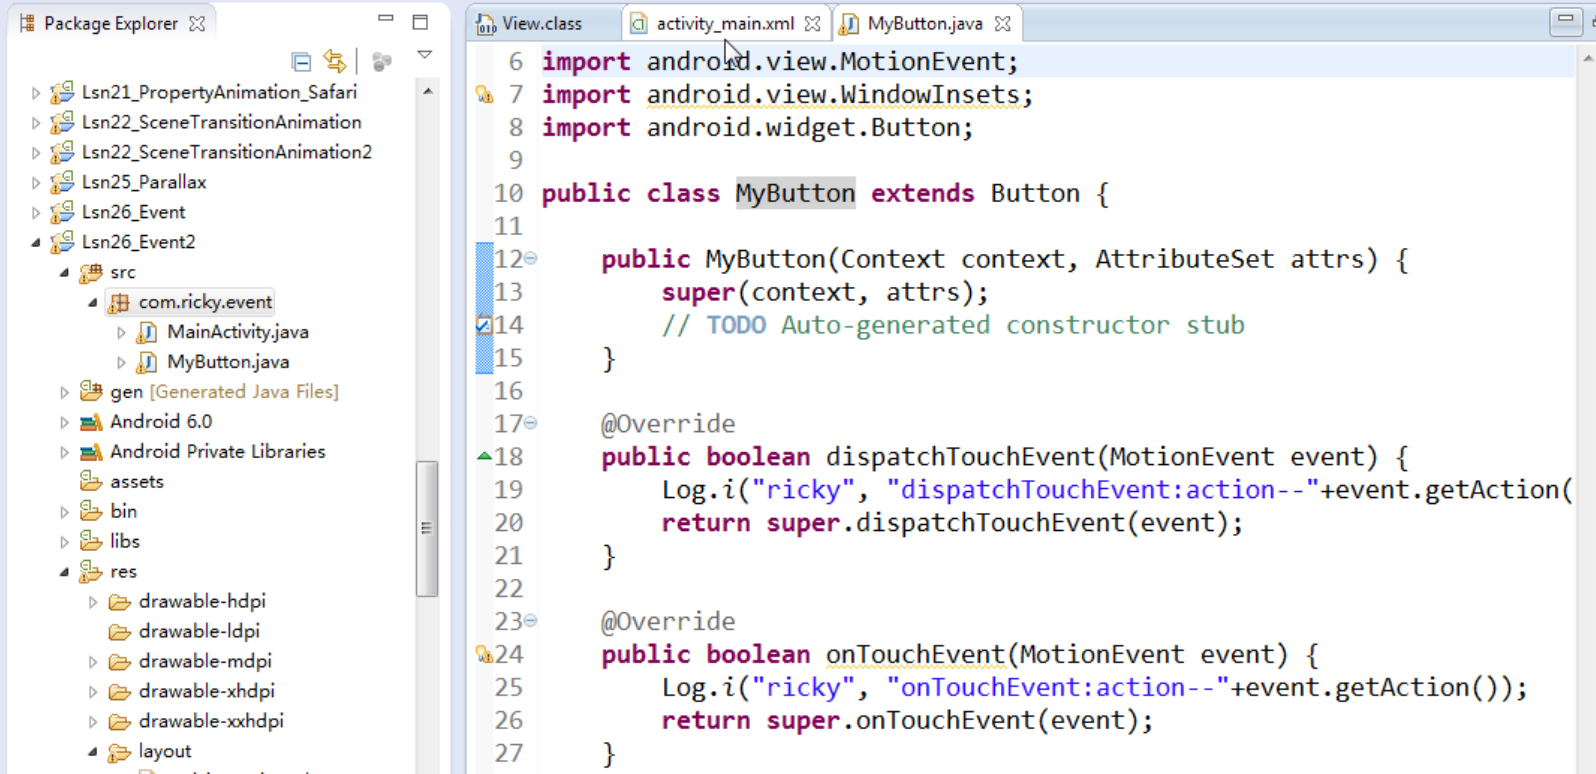 Package Explorer
Lsn21_PropertyAnimation_Safari
Lsn22_SceneTransitionAnimation
Lsn22_SceneTransitionAnimation2
Lsn25_Parallax
Lsn26_Event
Lsn26_Event2
src
com.ricky.event
MainActivity.java
MyButton.java
gen [Generated Java Files]
Android 6.0
Android Private Libraries
assets
bin
libs
res
drawable-hdpi
drawable-ldpi
drawable-mdpi
drawable-xhdpi
drawable-xxhdpi
layout
View.class activity_main.xml MyButton.java
6 import android.view.MotionEvent;
7 import android.view.WindowInsets;
8 import android.widget.Button;
9
10 public class MyButton extends Button {
11
12 public MyButton(Context context, AttributeSet attrs) {
13 super(context, attrs);
14 // TODO Auto-generated constructor stub
15 }
16
17 @Override
18 public boolean dispatchTouchEvent(MotionEvent event) {
19 Log.i("ricky", "dispatchTouchEvent:action--"+event.getAction(
20 return super.dispatchTouchEvent(event);
21 }
22
23 @Override
24 public boolean onTouchEvent(MotionEvent event) {
25 Log.i("ricky", "onTouchEvent:action--"+event.getAction());
26 return super.onTouchEvent(event);
27 }